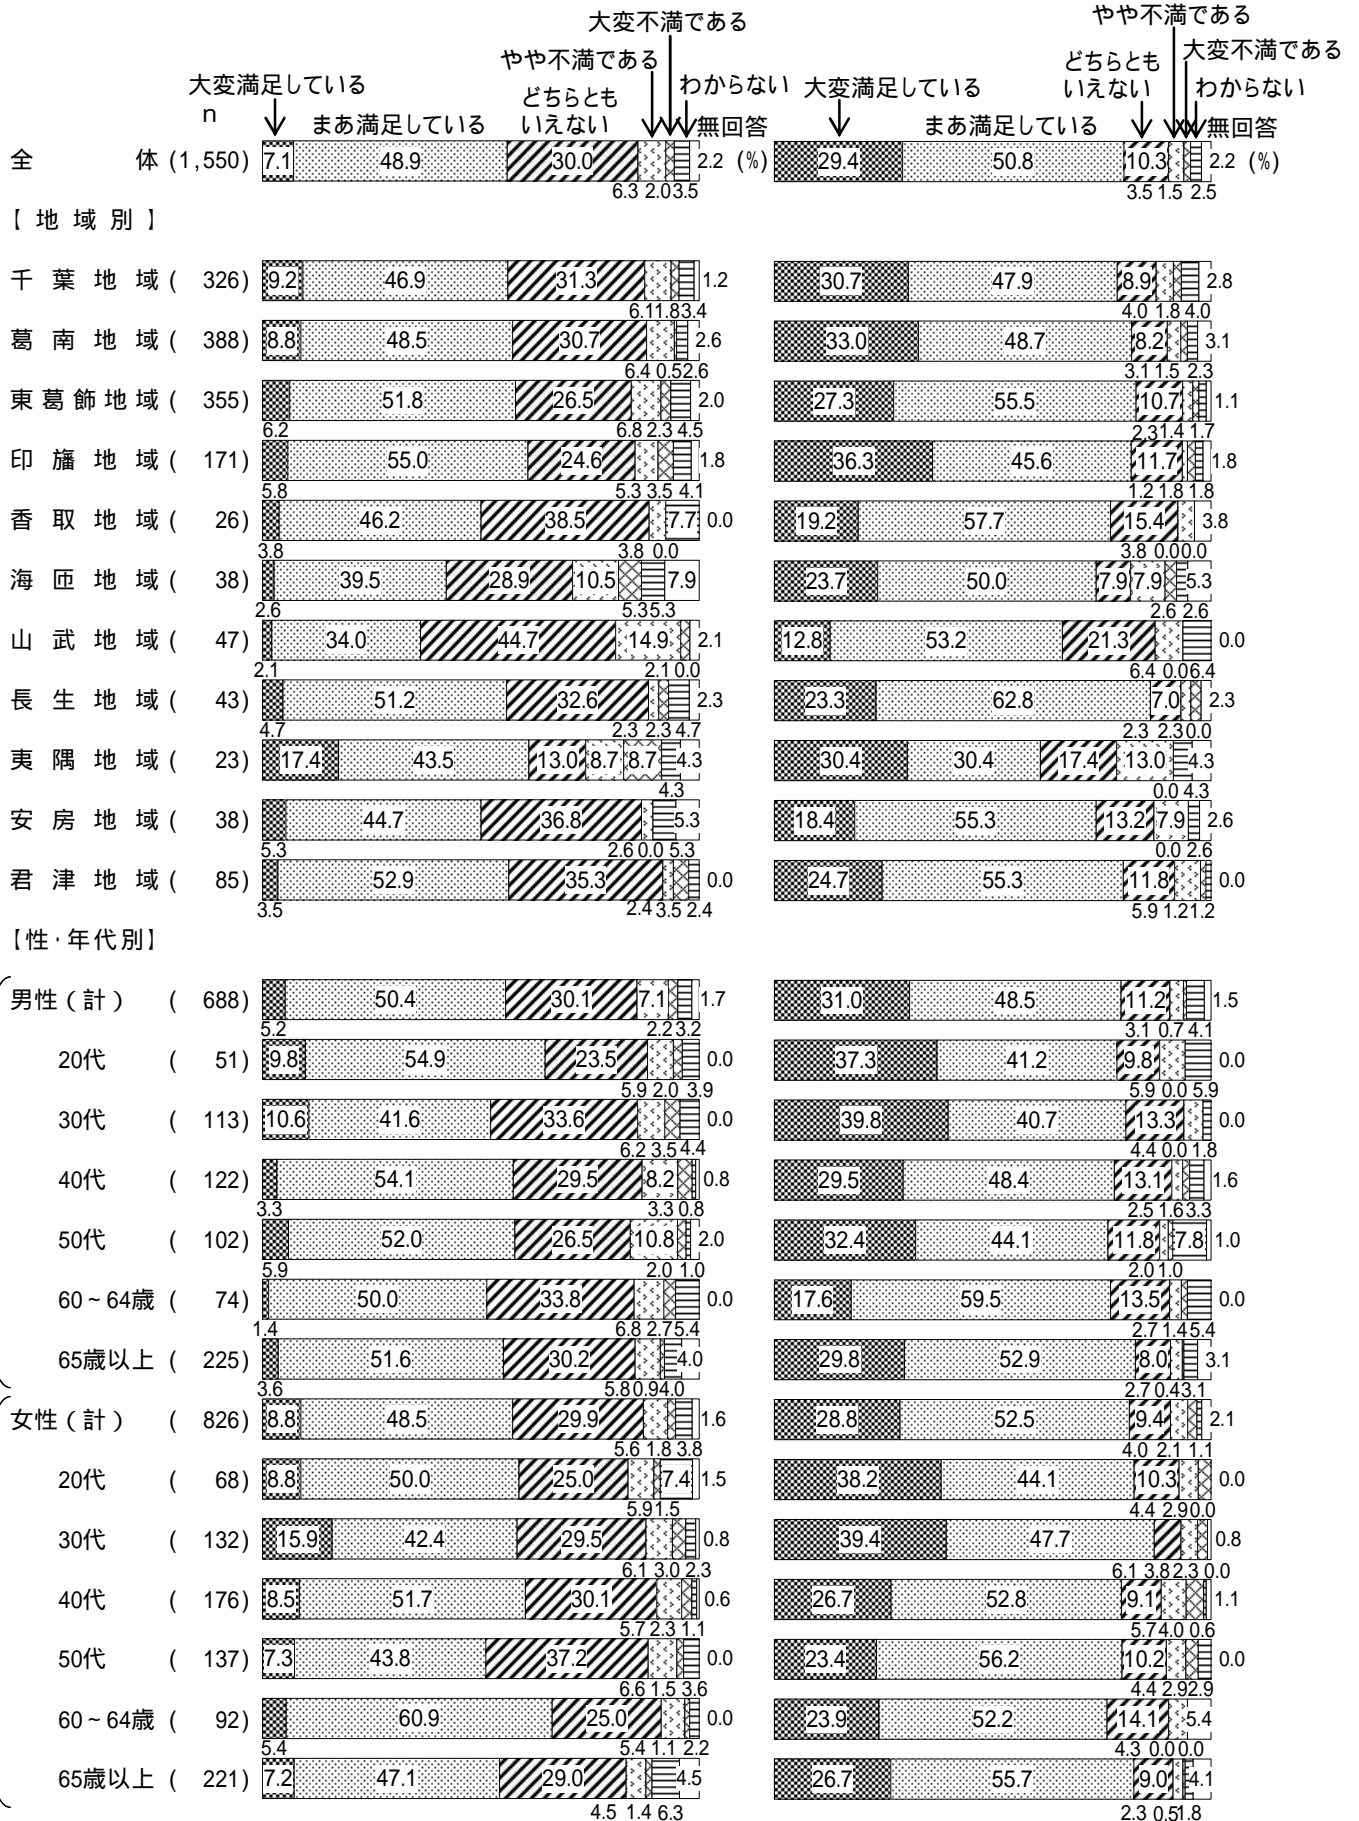 大変不満である やや不満である
やや不満である どちらとも 大変不満である
大変満足している どちらとも わからない 大変満足している いえない わからない
n まあ満足している いえない 無回答 まあ満足している 無回答
全 体 (1,550) 7.1 48.9 30.0 2.2 (%) 29.4 50.8 10.3 2.2 (%)
6.3 2.0 3.5 3.5 1.5 2.5
【 地 域 別 】
千 葉 地 域 ( 326) 9.2 46.9 31.3 1.2 30.7 47.9 8.9 2.8
6.1 1.8 3.4 4.0 1.8 4.0
葛 南 地 域 ( 388) 8.8 48.5 30.7 2.6 33.0 48.7 8.2 3.1
6.4 0.5 2.6 3.1 1.5 2.3
東 葛 飾 地 域 ( 355) 51.8 26.5 2.0 27.3 55.5 10.7 1.1
6.2 6.8 2.3 4.5 2.3 1.4 1.7
印 旛 地 域 ( 171) 55.0 24.6 1.8 36.3 45.6 11.7 1.8
5.8 5.3 3.5 4.1 1.2 1.8 1.8
香 取 地 域 ( 26) 46.2 38.5 7.7 0.0 19.2 57.7 15.4 3.8
3.8 3.8 0.0 3.8 0.0 0.0
海 匝 地 域 ( 38) 39.5 28.9 10.5 7.9 23.7 50.0 7.9 7.9 5.3
2.6 5.3 5.3 2.6 2.6
山 武 地 域 ( 47) 34.0 44.7 14.9 2.1 12.8 53.2 21.3 0.0
2.1 2.1 0.0 6.4 0.0 6.4
長 生 地 域 ( 43) 51.2 32.6 2.3 23.3 62.8 7.0 2.3
4.7 2.3 2.3 4.7 2.3 2.3 0.0
夷 隅 地 域 ( 23) 17.4 43.5 13.0 8.7 8.7 4.3 30.4 30.4 17.4 13.0 4.3
4.3 0.0 4.3
安 房 地 域 ( 38) 44.7 36.8 5.3 18.4 55.3 13.2 7.9 2.6
5.3 2.6 0.0 5.3 0.0 2.6
君 津 地 域 ( 85) 52.9 35.3 0.0 24.7 55.3 11.8 0.0
3.5 2.4 3.5 2.4 5.9 1.2 1.2
【性・年代別】
男性（計） ( 688) 50.4 30.1 7.1 1.7 31.0 48.5 11.2 1.5
5.2 2.2 3.2 3.1 0.7 4.1
20代 ( 51) 9.8 54.9 23.5 0.0 37.3 41.2 9.8 0.0
5.9 2.0 3.9 5.9 0.0 5.9
30代 ( 113) 10.6 41.6 33.6 0.0 39.8 40.7 13.3 0.0
6.2 3.5 4.4 4.4 0.0 1.8
40代 ( 122) 54.1 29.5 8.2 0.8 29.5 48.4 13.1 1.6
3.3 3.3 0.8 2.5 1.6 3.3
50代 ( 102) 52.0 26.5 10.8 2.0 32.4 44.1 11.8 7.8 1.0
5.9 2.0 1.0 2.0 1.0
60～64歳 ( 74) 50.0 33.8 0.0 17.6 59.5 13.5 0.0
1.4 6.8 2.7 5.4 2.7 1.4 5.4
65歳以上 ( 225) 51.6 30.2 4.0 29.8 52.9 8.0 3.1
3.6 5.8 0.9 4.0 2.7 0.4 3.1
女性（計） ( 826) 8.8 48.5 29.9 1.6 28.8 52.5 9.4 2.1
5.6 1.8 3.8 4.0 2.1 1.1
20代 ( 68) 8.8 50.0 25.0 7.4 1.5 38.2 44.1 10.3 0.0
5.9 1.5 4.4 2.9 0.0
30代 ( 132) 15.9 42.4 29.5 0.8 39.4 47.7 0.8
6.1 3.0 2.3 6.1 3.8 2.3 0.0
40代 ( 176) 8.5 51.7 30.1 0.6 26.7 52.8 9.1 1.1
5.7 2.3 1.1 5.7 4.0 0.6
50代 ( 137) 7.3 43.8 37.2 0.0 23.4 56.2 10.2 0.0
6.6 1.5 3.6 4.4 2.9 2.9
60～64歳 ( 92) 60.9 25.0 0.0 23.9 52.2 14.1 5.4
5.4 5.4 1.1 2.2 4.3 0.0 0.0
65歳以上 ( 221) 7.2 47.1 29.0 4.5 26.7 55.7 9.0 4.1
4.5 1.4 6.3 2.3 0.5 1.8